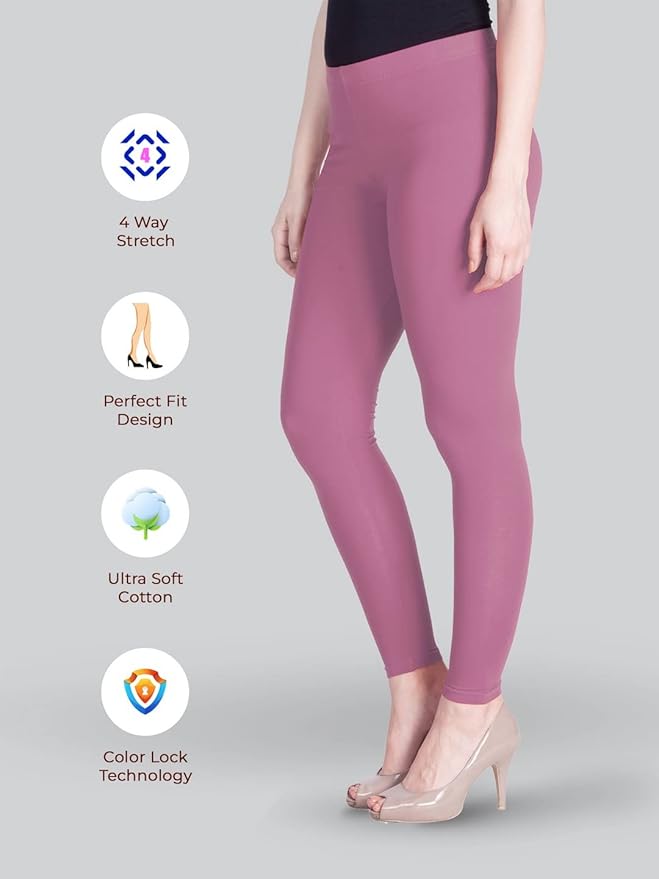 4
4 Way
Stretch
Perfect Fit
Design
Ultra Soft
Cotton
Color Lock
Technology